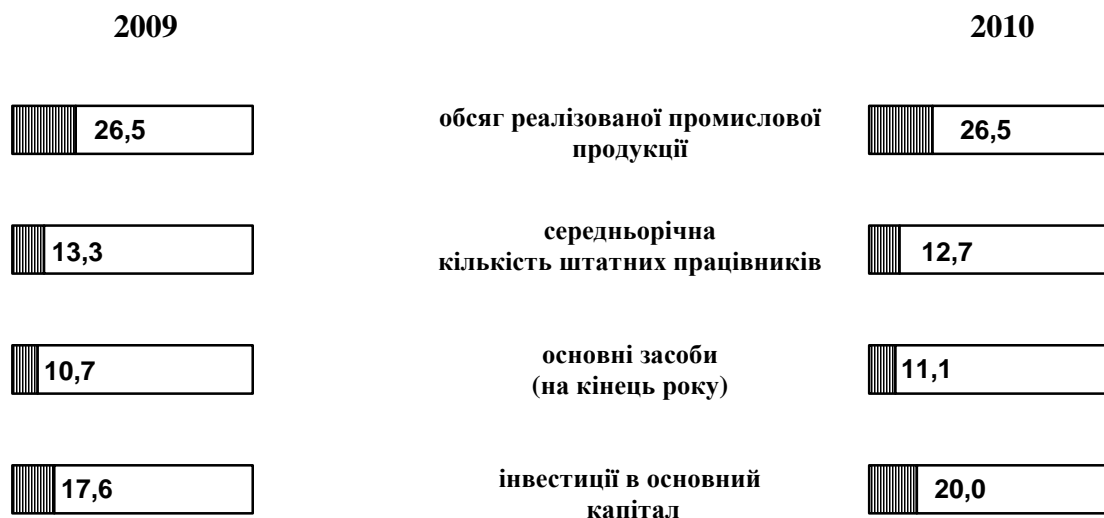 2009
2010
26,5
обсяг реалізованої промислової
продукції
26,5
13,3
середньорічна
кількість штатних працівників
12,7
10,7
основні засоби
(на кінець року)
11,1
17,6
інвестиції в основний
капітал
20,0